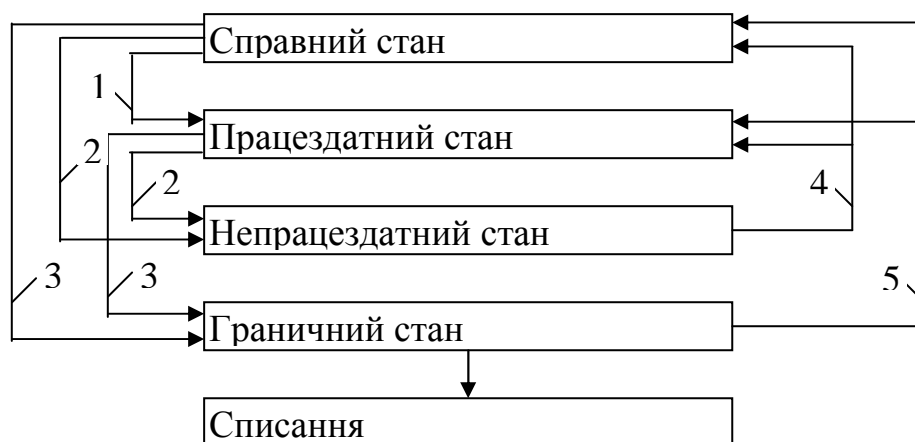 Справний стан
1
Працездатний стан
2
2
4
Непрацездатний стан
3
3
5
Граничний стан
Списання